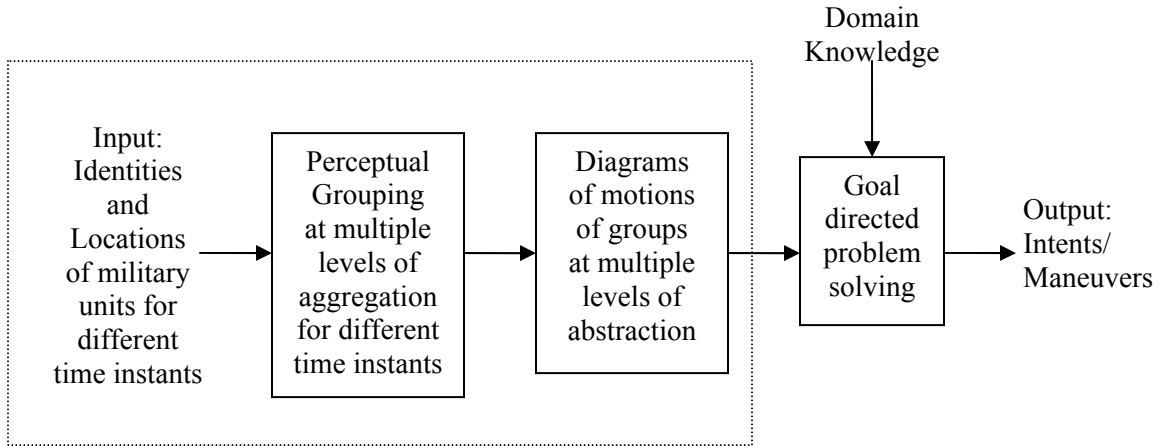 Domain
Knowledge
Input:
Identities
and
Locations
of military
units for
different
time instants
Perceptual
Grouping
at multiple
levels of
aggregation
for different
time instants
Diagrams
of motions
of groups
at multiple
levels of
abstraction
Goal
directed
problem
solving
Output:
Intents/
Maneuvers